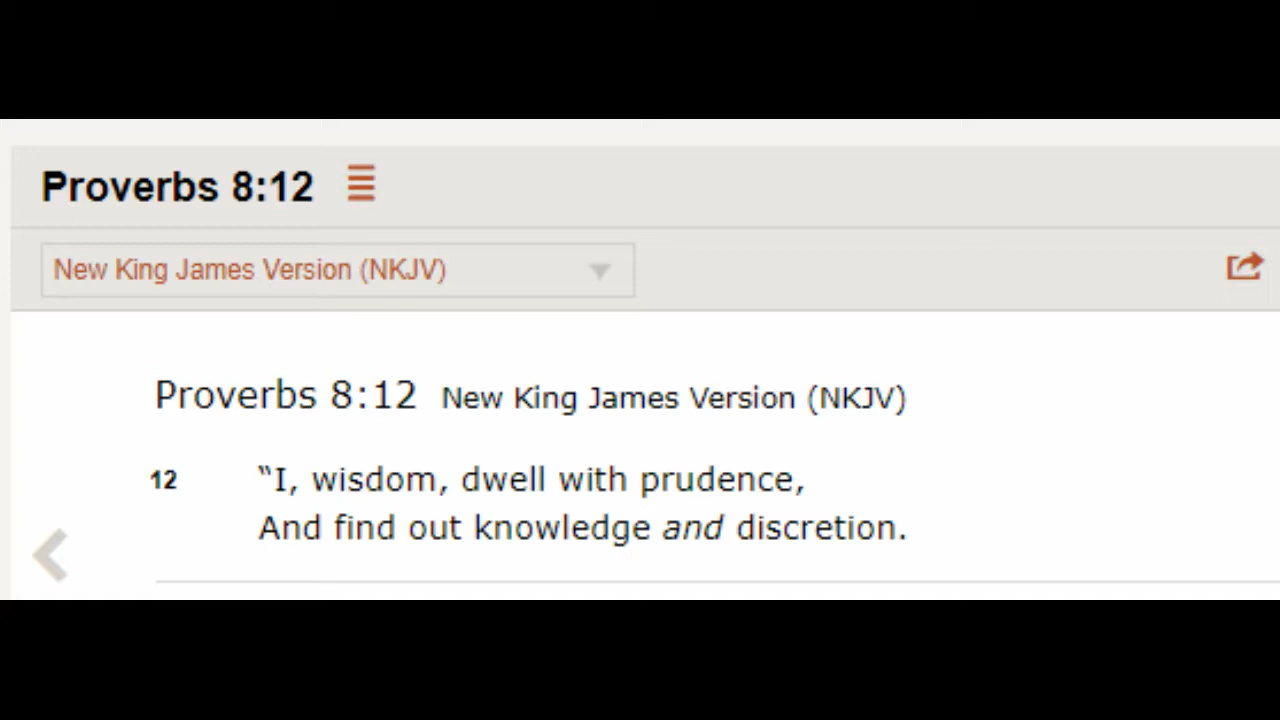 Proverbs 8:12
New King James Version (NKJV)
Proverbs 8:12 New King James Version (NKJV)
12 “I, wisdom, dwell with prudence,
And find out knowledge and discretion.